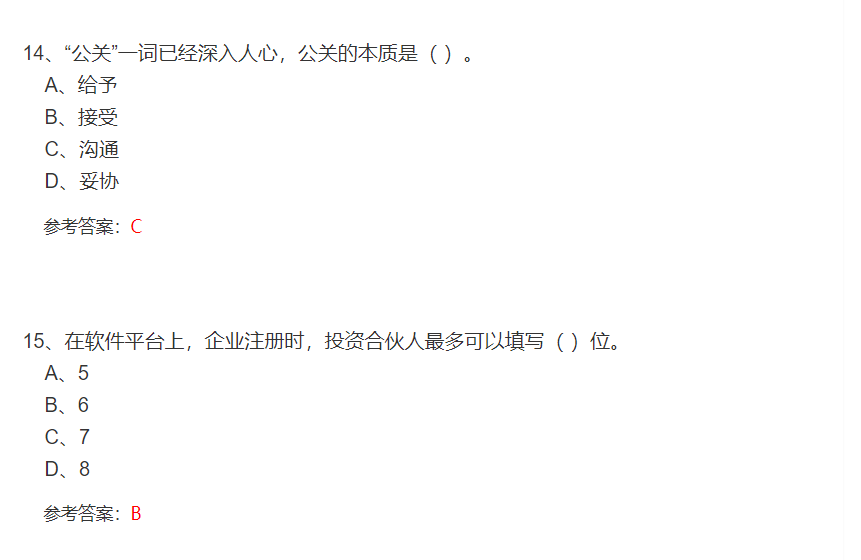 14、“公关”一词已经深入人心，公关的本质是（ ）。
A、给予
B、接受
C、沟通
D、妥协
参考答案：C
15、在软件平台上，企业注册时，投资合伙人最多可以填写（ ）位。
A、5
B、6
C、7
D、8
参考答案：B